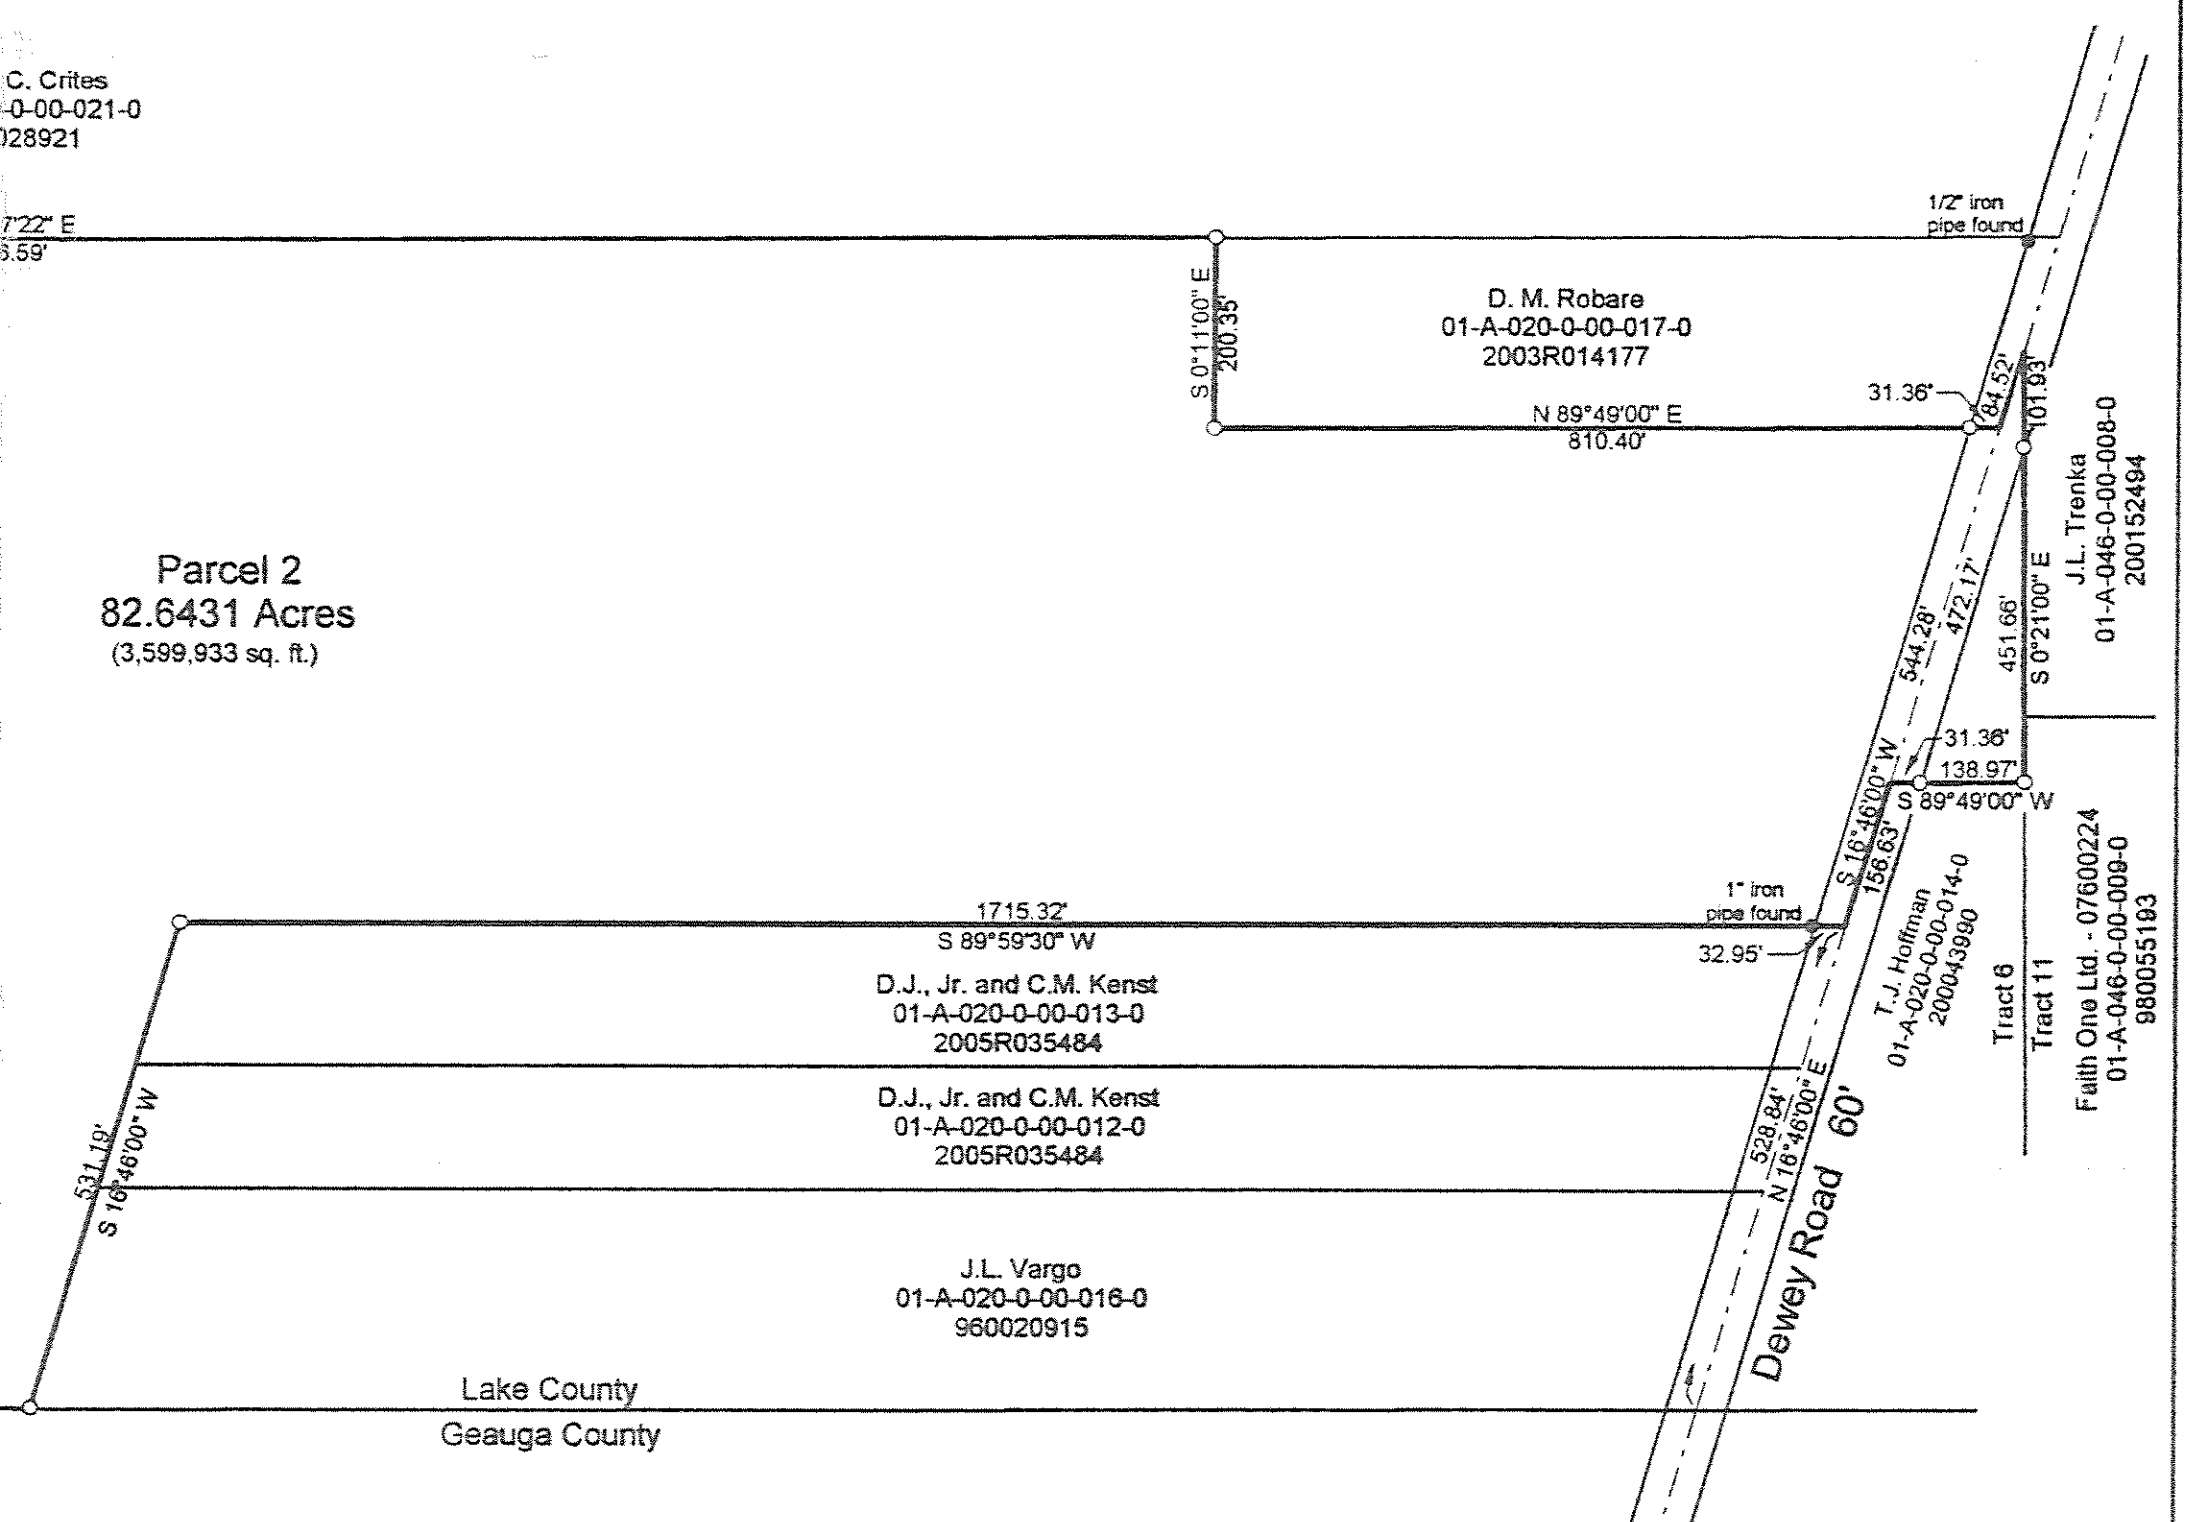 C. Crites
-0-00-021-0
028921
7'22" E
6.59'
1/2" iron
pipe found
S 0°11'00" E
200.35'
D. M. Robare
01-A-020-0-00-017-0
2003R014177
31.36'
84.52'
101.93'
N 89°49'00" E
810.40'
J.L. Trenka
01-A-046-0-00-008-0
200152494
Parcel 2
82.6431 Acres
(3,599,933 sq. ft.)
544.28'
472.17'
451.66'
S 0°21'00" E
31.36'
138.97'
S 89°49'00" W
S 16°46'00" W
156.63'
1" iron
pipe found
32.95'
1715.32'
S 89°59'30" W
T.J. Hoffman
01-A-020-0-00-014-0
200043990
Tract 6
Tract 11
Faith One Ltd. - 07600224
01-A-046-0-00-009-0
980055193
D.J., Jr. and C.M. Kenst
01-A-020-0-00-013-0
2005R035484
D.J., Jr. and C.M. Kenst
01-A-020-0-00-012-0
2005R035484
531.19'
S 16°46'00" W
528.84'
N 16°46'00" E
Dewey Road 60'
J.L. Vargo
01-A-020-0-00-016-0
960020915
Lake County
Geauga County